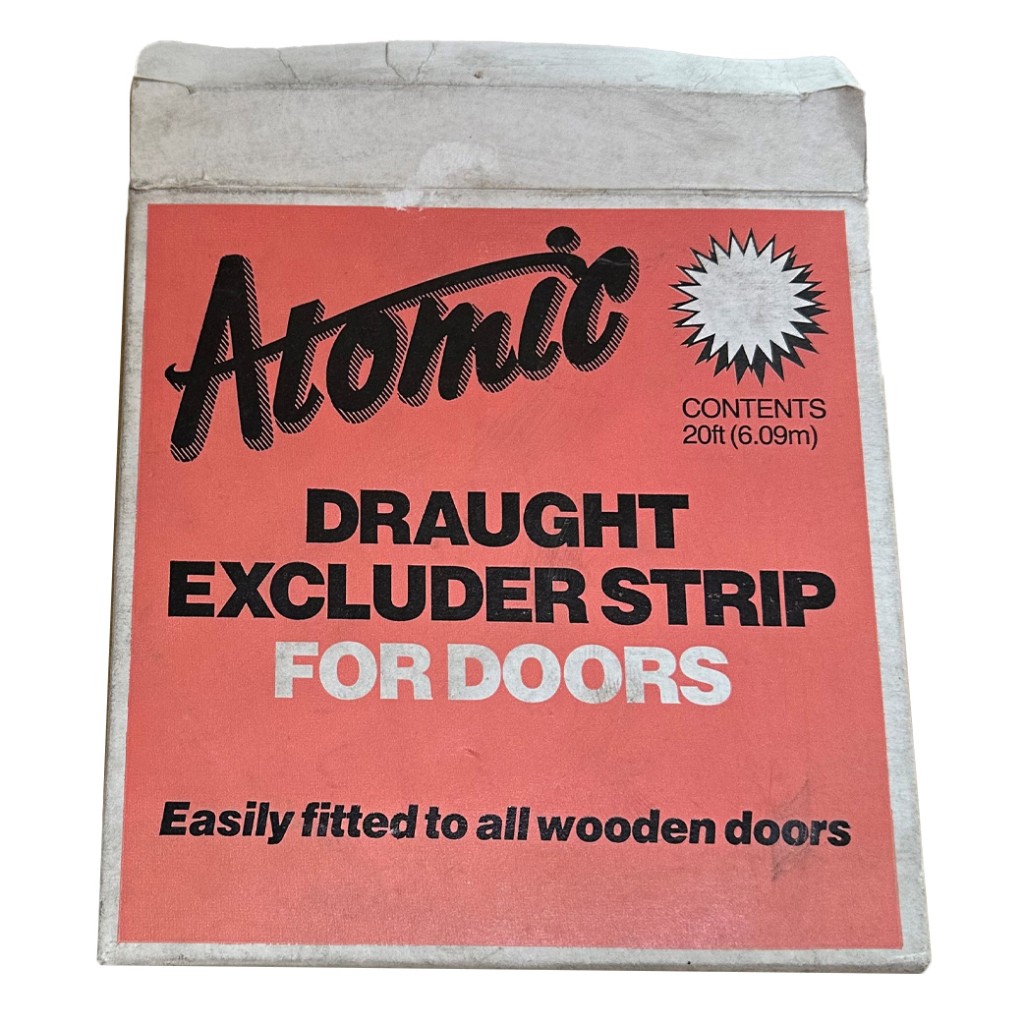 Atomic
CONTENTS
20ft (6.09m)
DRAUGHT
EXCLUDER STRIP
FOR DOORS
Easily fitted to all wooden doors